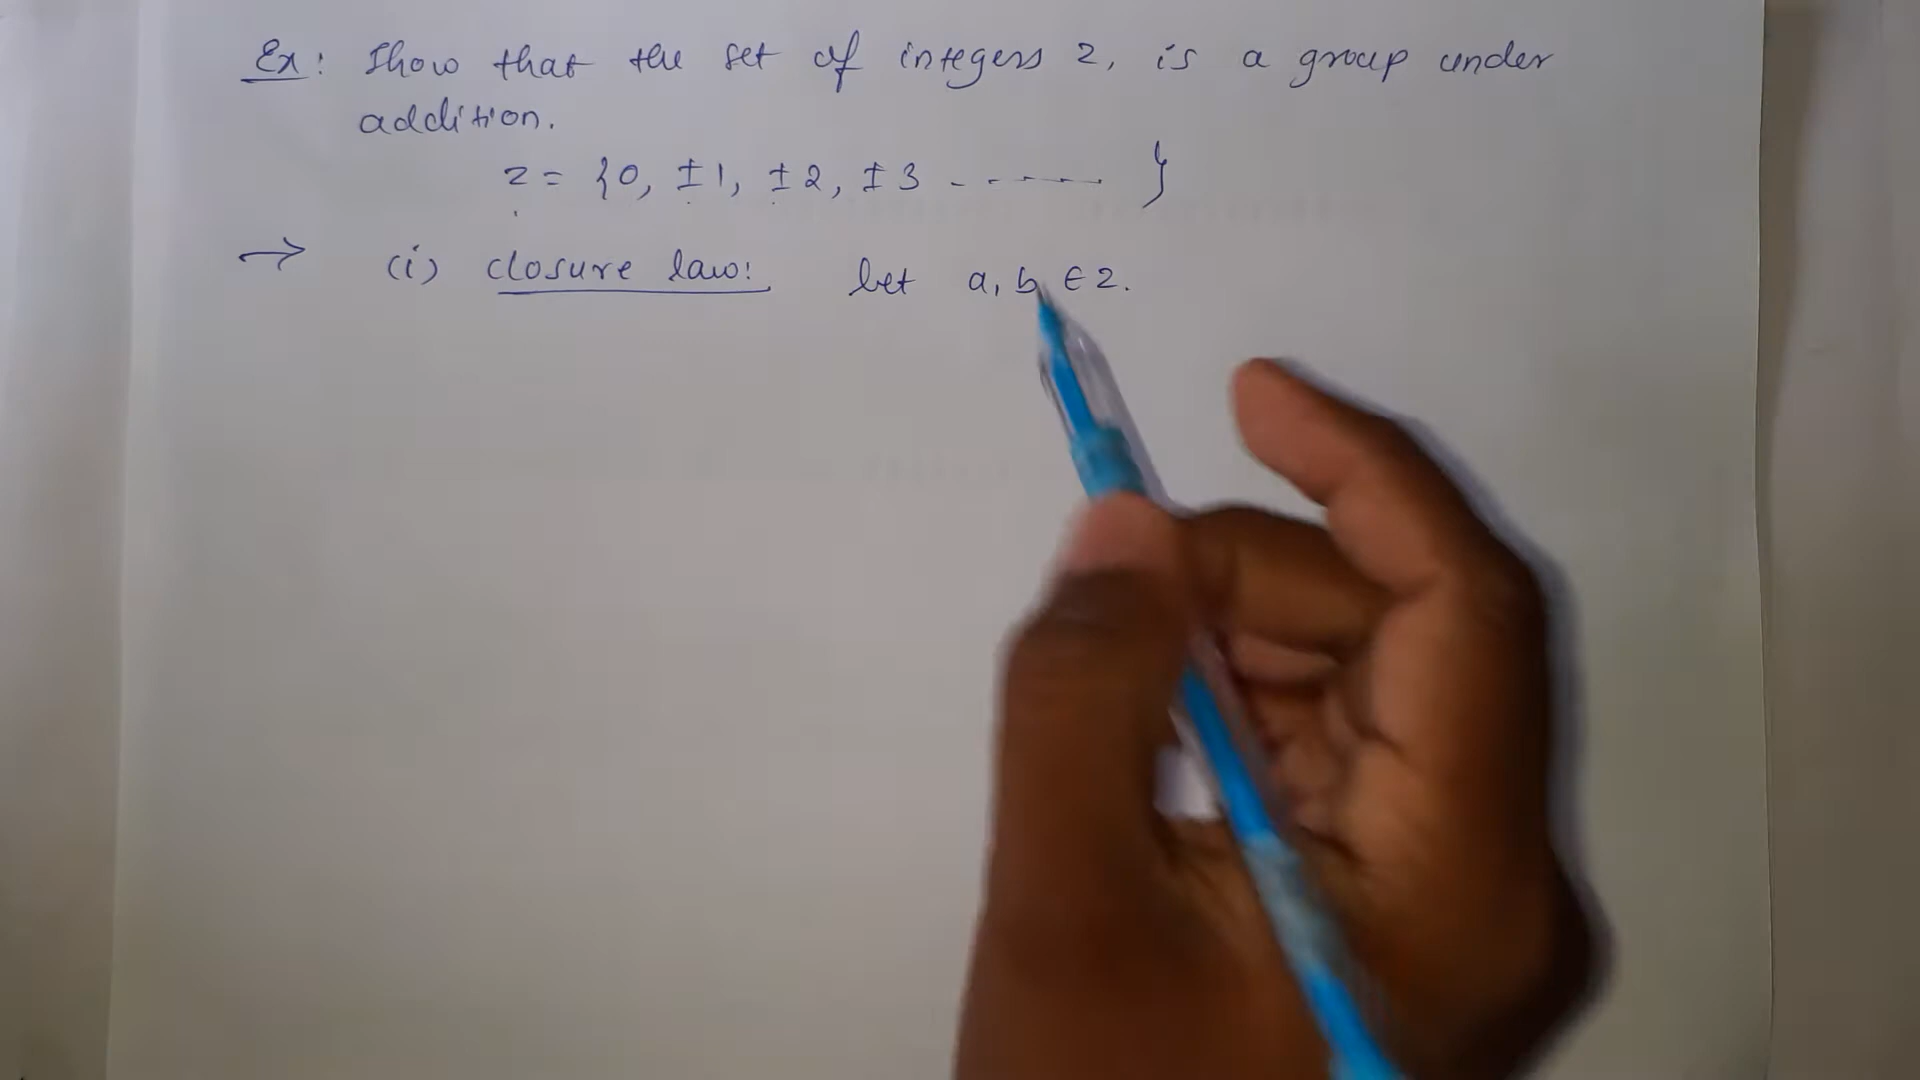 Ex: Show that the set of integers Z, is a group under
addition.
Z = {0, ±1, ±2, ±3 - - ---- }
→ (i) closure law: let a, b ∈ Z.